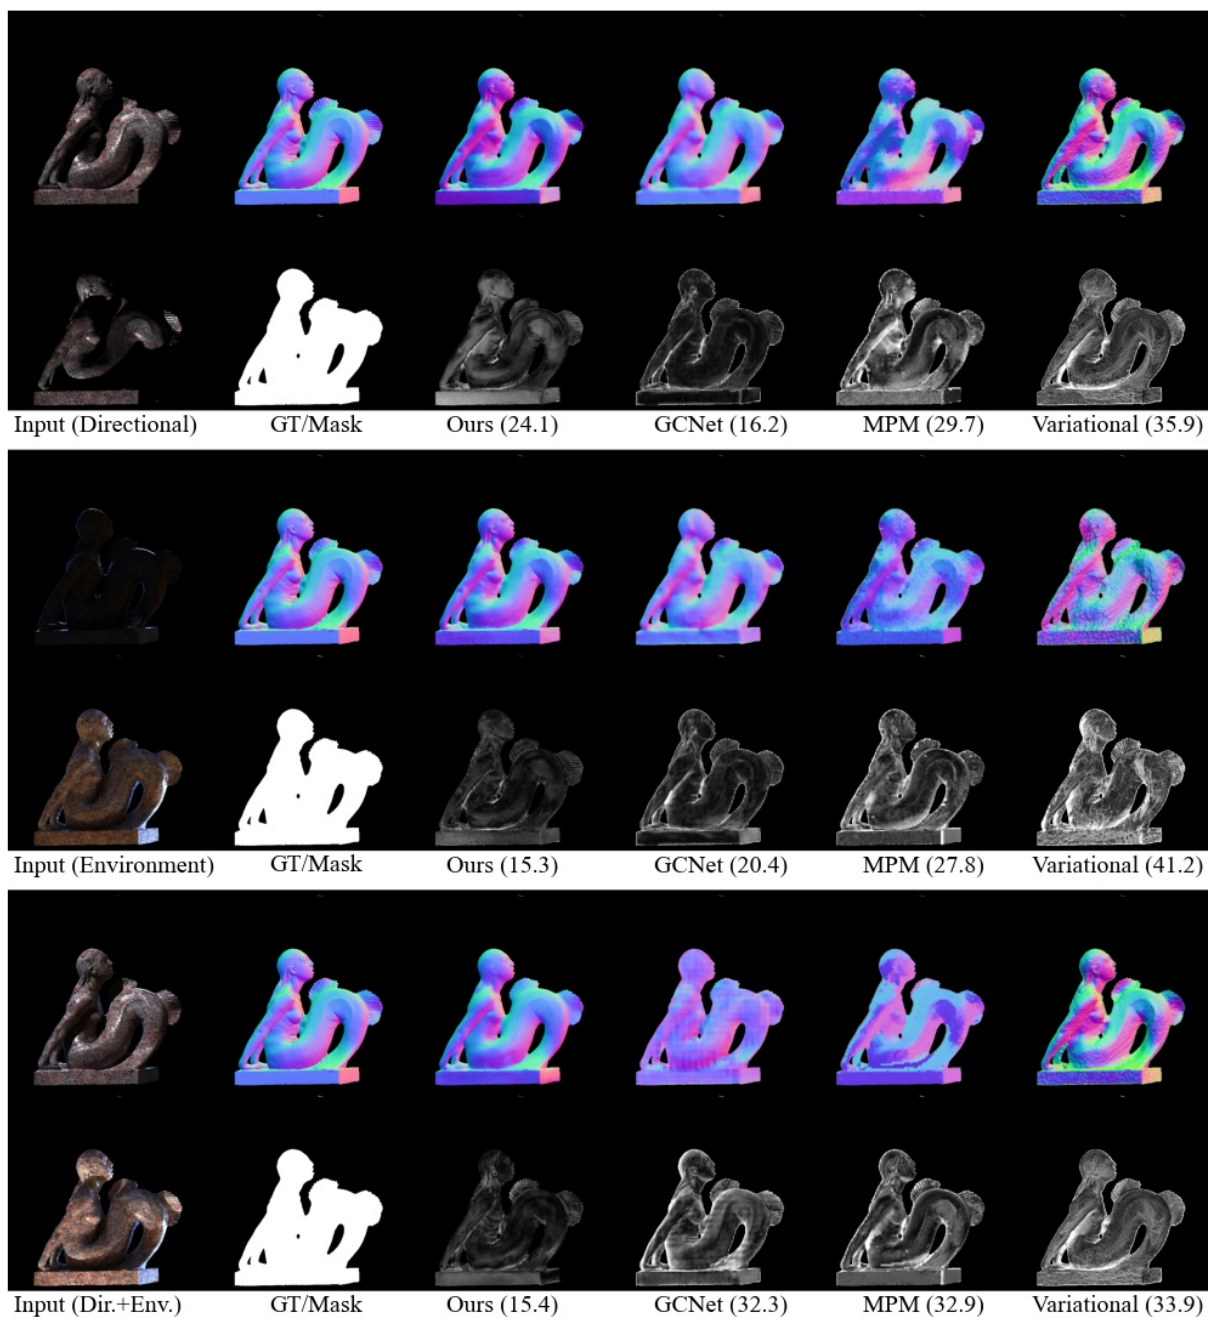 Input (Directional) GT/Mask Ours (24.1) GCNet (16.2) MPM (29.7) Variational (35.9)
Input (Environment) GT/Mask Ours (15.3) GCNet (20.4) MPM (27.8) Variational (41.2)
Input (Dir.+Env.) GT/Mask Ours (15.4) GCNet (32.3) MPM (32.9) Variational (33.9)